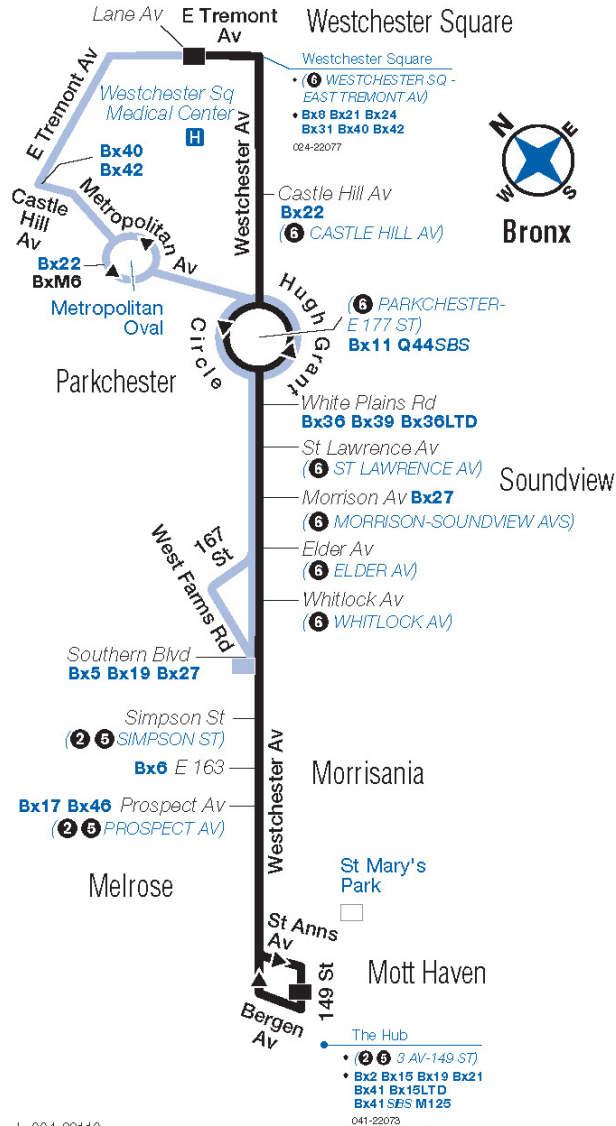 Lane Av
E Tremont
Av
Westchester Square
Westchester Square
• (6 WESTCHESTER SQ -
EAST TREMONT AV)
• Bx8 Bx21 Bx24
Bx31 Bx40 Bx42
024-22077
E Tremont Av
Westchester Sq
Medical Center
H
Westchester Av
N
E
W
S
Bronx
Bx40
Bx42
Castle
Hill
Av
Metropolitan Av
Castle Hill Av
Bx22
(6 CASTLE HILL AV)
Bx22
BxM6
Metropolitan
Oval
Hugh Grant
Circle
(6 PARKCHESTER-
E 177 ST)
Bx11 Q44SBS
Parkchester
White Plains Rd
Bx36 Bx39 Bx36LTD
St Lawrence Av
(6 ST LAWRENCE AV)
Soundview
Morrison Av Bx27
(6 MORRISON-SOUNDVIEW AVS)
167
St
West Farms Rd
Elder Av
(6 ELDER AV)
Whitlock Av
(6 WHITLOCK AV)
Southern Blvd
Bx5 Bx19 Bx27
Simpson St
(2 5 SIMPSON ST)
Westchester Av
Bx6 E 163
Morrisania
Bx17 Bx46 Prospect Av
(2 5 PROSPECT AV)
Melrose
St Mary's
Park
St Anns
Av
149 St
Mott Haven
Bergen
Av
The Hub
• (2 5 3 AV-149 ST)
• Bx2 Bx15 Bx19 Bx21
Bx41 Bx15LTD
Bx41SBS M125
041-22073